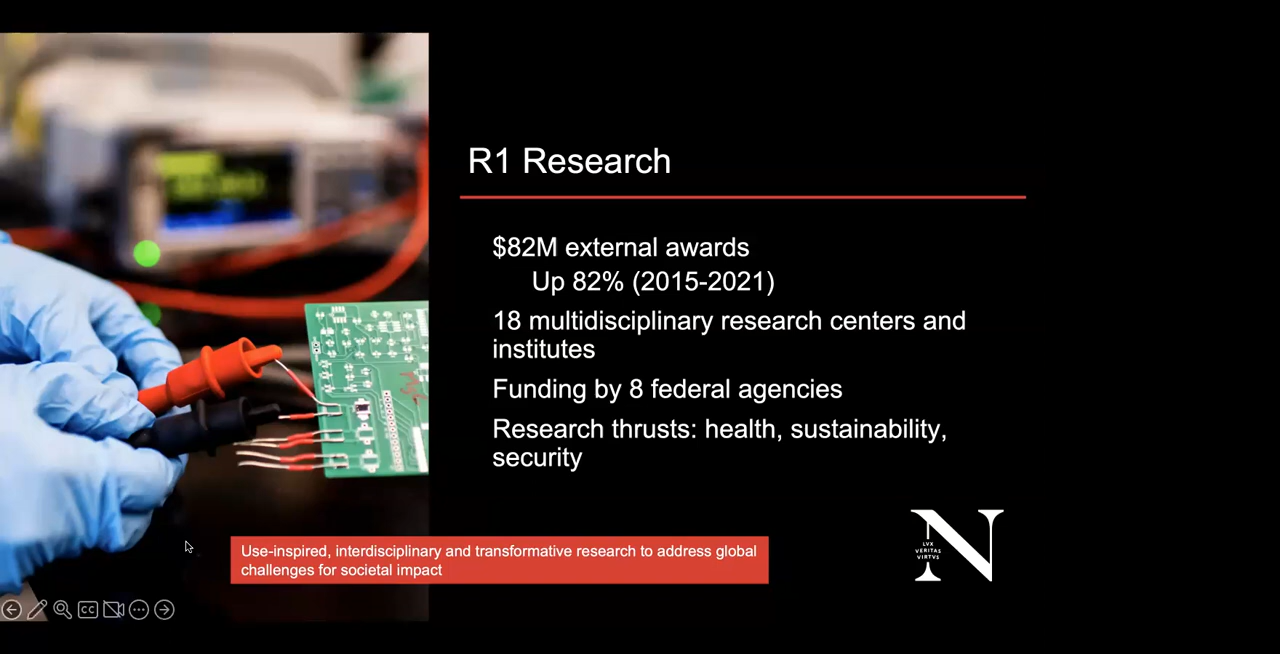 R1 Research
$82M external awards
Up 82% (2015-2021)
18 multidisciplinary research centers and
institutes
Funding by 8 federal agencies
Research thrusts: health, sustainability,
security
LVX
VERITAS
VIRTVS
N
Use-inspired, interdisciplinary and transformative research to address global
challenges for societal impact
CC